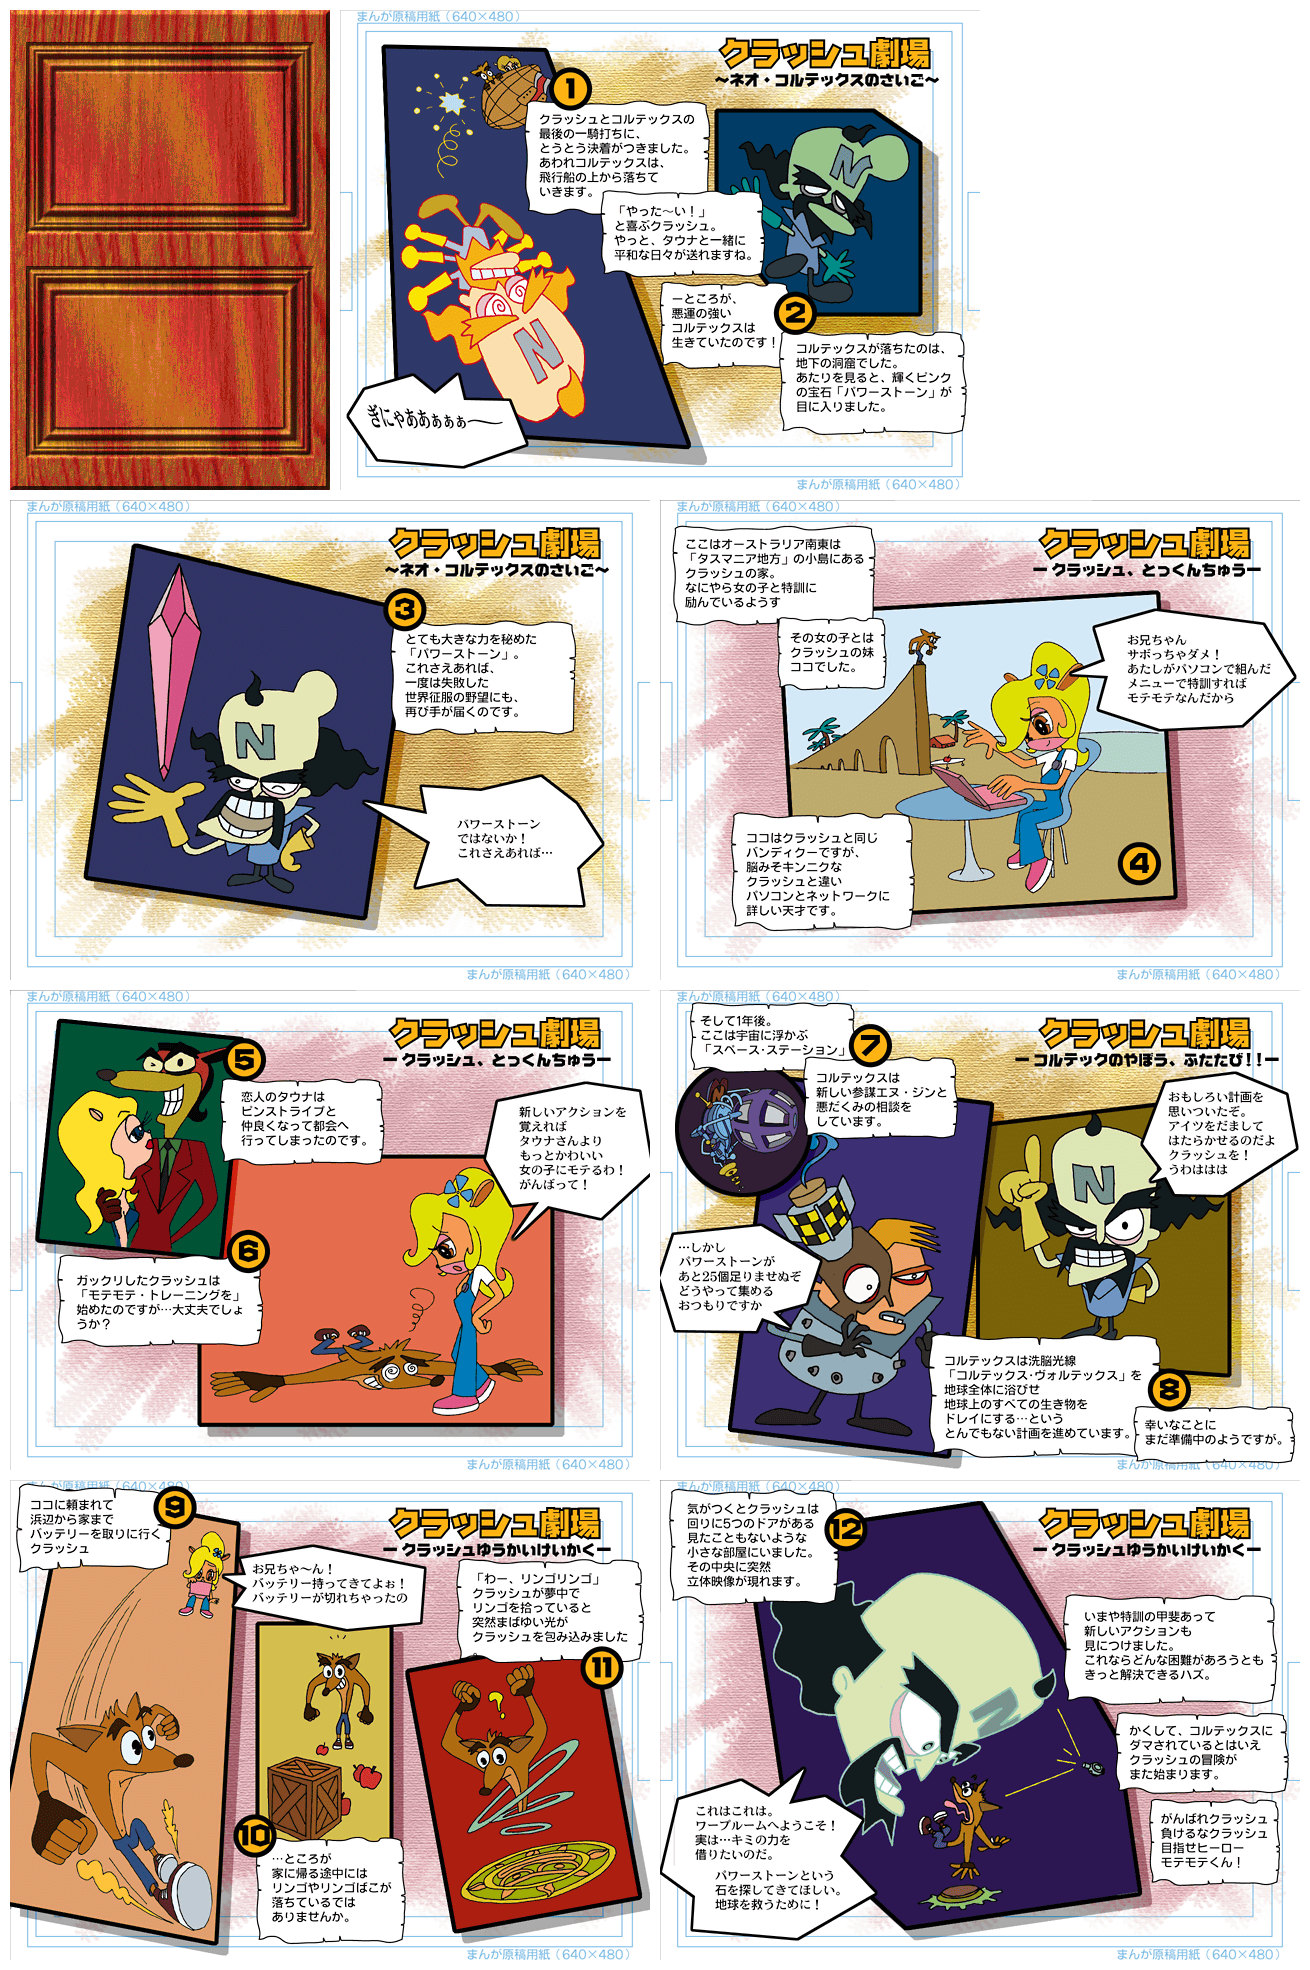 まんが原稿用紙（640×480）
クラッシュ劇場
～ネオ・コルテックスのさいご～
1
クラッシュとコルテックスの
最後の一騎打ちに、
とうとう決着がつきました。
あわれコルテックスは、
飛行船の上から落ちて
いきます。
「やった～い！」
と喜ぶクラッシュ。
やっと、タウナと一緒に
平和な日々が送れますね。
ーところが、
悪運の強い
コルテックスは
生きていたのです！
ぎにゃあああぁぁ～――
N
N
2
コルテックスが落ちたのは、
地下の洞窟でした。
あたりを見ると、輝くピンク
の宝石「パワーストーン」が
目に入りました。
まんが原稿用紙（640×480）
まんが原稿用紙（640×480）
クラッシュ劇場
～ネオ・コルテックスのさいご～
3
とても大きな力を秘めた
「パワーストーン」。
これさえあれば、
一度は失敗した
世界征服の野望にも、
再び手が届くのです。
N
パワーストーン
ではないか！
これさえあれば…
まんが原稿用紙（640×480）
まんが原稿用紙（640×480）
クラッシュ劇場
ー クラッシュ、とっくんちゅうー
ここはオーストラリア南東は
「タスマニア地方」の小島にある
クラッシュの家。
なにやら女の子と特訓に
励んでいるようす
その女の子とは
クラッシュの妹
ココでした。
お兄ちゃん
サボっちゃダメ！
あたしがパソコンで組んだ
メニューで特訓すれば
モテモテなんだから
ココはクラッシュと同じ
バンディクーですが、
脳みそキンニクな
クラッシュと違い
パソコンとネットワークに
詳しい天才です。
4
まんが原稿用紙（640×480）
まんが原稿用紙（640×480）
クラッシュ劇場
ー クラッシュ、とっくんちゅうー
5
恋人のタウナは
ピンストライプと
仲良くなって都会へ
行ってしまったのです。
新しいアクションを
覚えれば
タウナさんより
もっとかわいい
女の子にモテるわ！
がんばって！
6
ガックリしたクラッシュは
「モテモテ・トレーニングを」
始めたのですが…大丈夫でしょ
うか？
まんが原稿用紙（640×480）
まんが原稿用紙（640×480）
クラッシュ劇場
ー コルテックのやぼう、ふたたび！！ー
そして1年後。
ここは宇宙に浮かぶ
「スペース・ステーション」
7
コルテックスは
新しい参謀エヌ・ジンと
悪だくみの相談を
しています。
おもしろい計画を
思いついたぞ。
アイツをだまして
はたらかせるのだよ
クラッシュを！
うわははは
N
…しかし
パワーストーンが
あと25個足りませぬぞ
どうやって集める
おつもりですか
コルテックスは洗脳光線
「コルテックス・ヴォルテックス」を
地球全体に浴びせ
地球上のすべての生き物を
ドレイにする…という
とんでもない計画を進めています。
8
幸いなことに
まだ準備中のようですが。
まんが原稿用紙（640×480）
まんが原稿用紙（640×480）
クラッシュ劇場
ー クラッシュゆうかいけいかくー
ココに頼まれて
浜辺から家まで
バッテリーを取りに行く
クラッシュ
9
お兄ちゃ～ん！
バッテリー持ってきてよぉ！
バッテリーが切れちゃったの
「わー、リンゴリンゴ」
クラッシュが夢中で
リンゴを拾っていると
突然まばゆい光が
クラッシュを包み込みました
11
10
…ところが
家に帰る途中には
リンゴやリンゴばこが
落ちているでは
ありませんか。
まんが原稿用紙（640×480）
まんが原稿用紙（640×480）
クラッシュ劇場
ー クラッシュゆうかいけいかくー
気がつくとクラッシュは
回りに5つのドアがある
見たこともないような
小さな部屋にいました。
その中央に突然
立体映像が現れます。
12
N
いまや特訓の甲斐あって
新しいアクションも
見につけました。
これならどんな困難があろうとも
きっと解決できるハズ。
かくして、コルテックスに
ダマされているとはいえ
クラッシュの冒険が
また始まります。
これはこれは。
ワープルームへようこそ！
実は…キミの力を
借りたいのだ。
パワーストーンという
石を探してきてほしい。
地球を救うために！
がんばれクラッシュ
負けるなクラッシュ
目指せヒーロー
モテモテくん！
まんが原稿用紙（640×480）